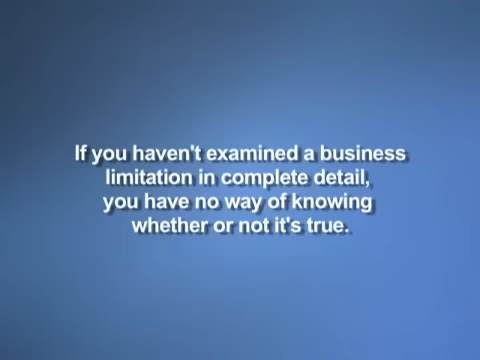 If you haven't examined a business
limitation in complete detail,
you have no way of knowing
whether or not it's true.